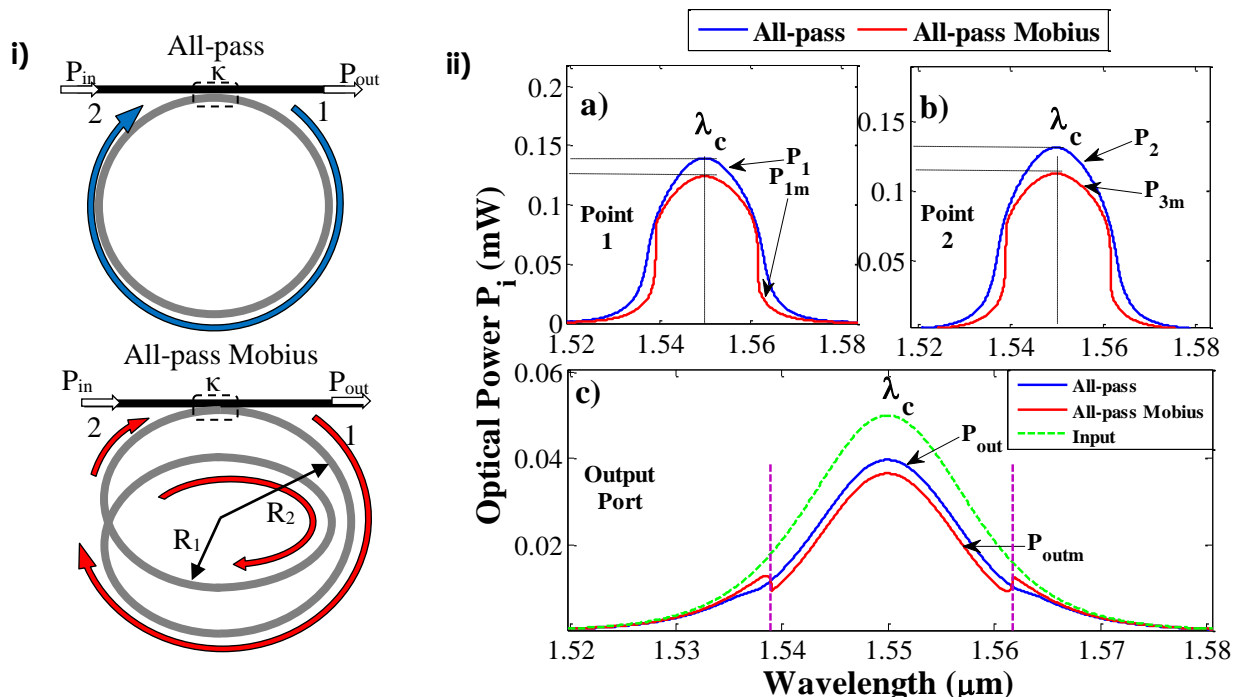 i)
All-pass
P_in
κ
P_out
2
1
All-pass Mobius
P_in
κ
P_out
2
1
R_2
R_1
ii)
All-pass
All-pass Mobius
Optical Power P_i (mW)
0.2
0.15
0.1
0.05
0
a)
λ_c
P_1
P_1m
Point
1
1.52
1.54
1.56
1.58
0.15
0.1
0.05
b)
λ_c
P_2
P_3m
Point
2
1.52
1.54
1.56
1.58
0.06
0.04
0.02
c)
λ_c
P_out
P_outm
Output
Port
All-pass
All-pass Mobius
Input
1.52
1.53
1.54
1.55
1.56
1.57
1.58
Wavelength (μm)